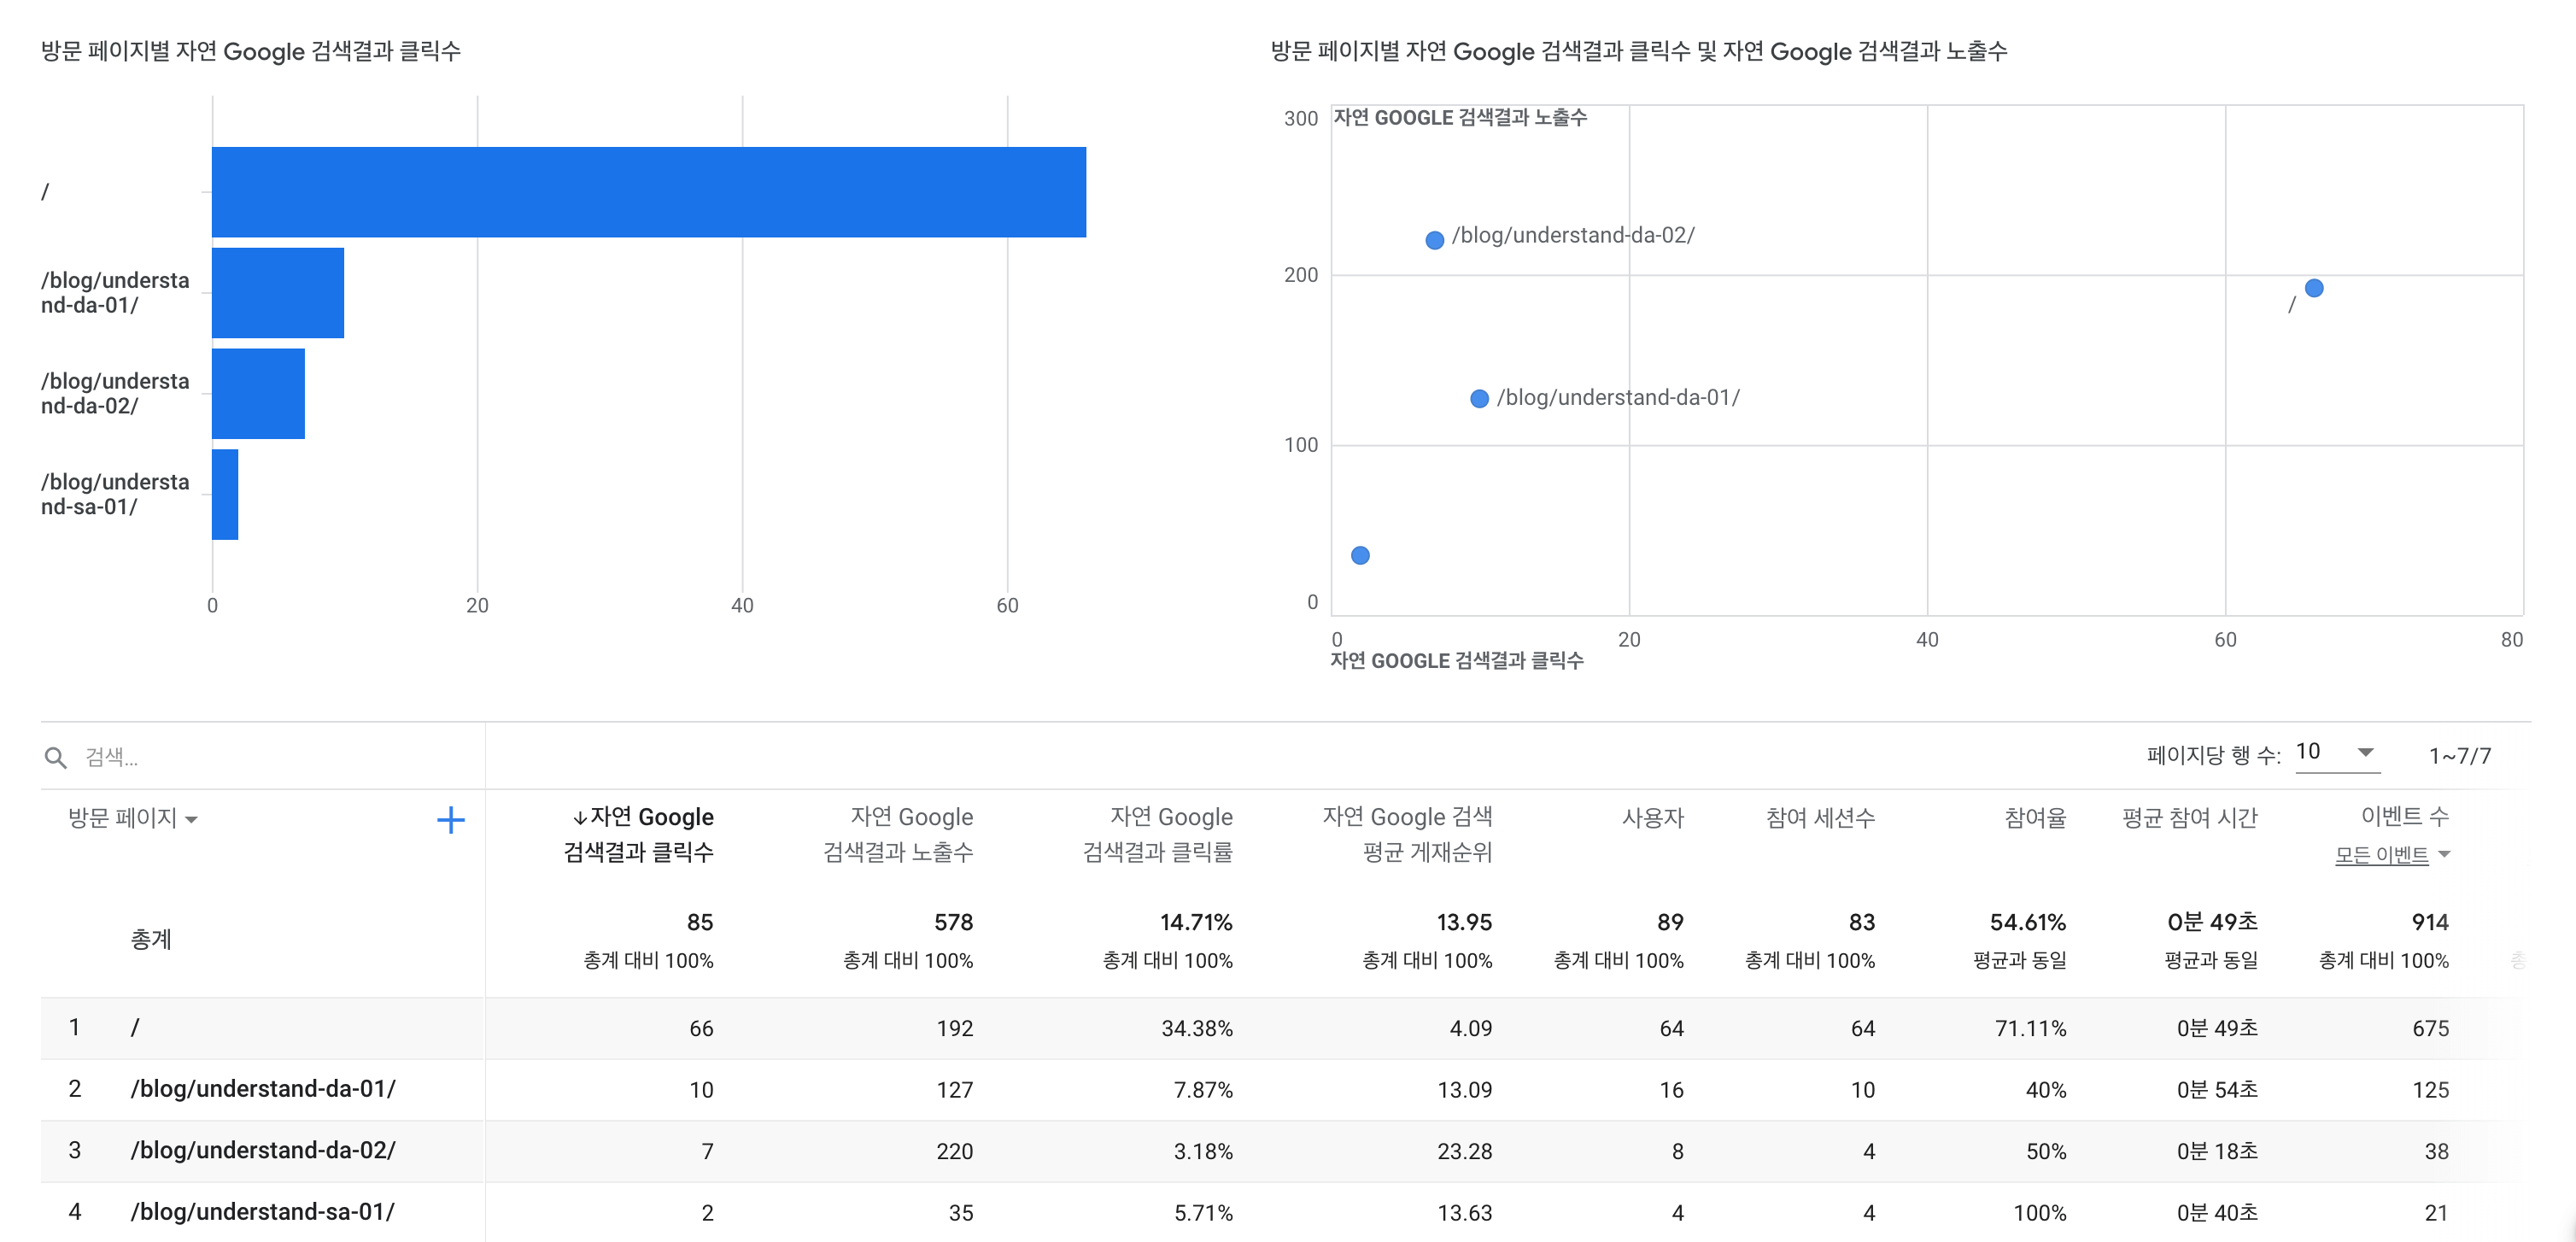 방문 페이지별 자연 Google 검색결과 클릭수
/
/blog/understa
nd-da-01/
/blog/understa
nd-da-02/
/blog/understa
nd-sa-01/
0 20 40 60
방문 페이지별 자연 Google 검색결과 클릭수 및 자연 Google 검색결과 노출수
300 자연 GOOGLE 검색결과 노출수
/blog/understand-da-02/
200
/
/blog/understand-da-01/
100
0
0 20 40 60 80
자연 GOOGLE 검색결과 클릭수
검색... 페이지당 행 수: 10 1~7/7
방문 페이지 + ↓자연 Google 자연 Google 자연 Google 자연 Google 검색 사용자 참여 세션수 참여율 평균 참여 시간 이벤트 수
검색결과 클릭수 검색결과 노출수 검색결과 클릭률 평균 게재순위 모든 이벤트
총계 85 578 14.71% 13.95 89 83 54.61% 0분 49초 914
총계 대비 100% 총계 대비 100% 총계 대비 100% 총계 대비 100% 총계 대비 100% 총계 대비 100% 평균과 동일 평균과 동일 총계 대비 100% 총
1 / 66 192 34.38% 4.09 64 64 71.11% 0분 49초 675
2 /blog/understand-da-01/ 10 127 7.87% 13.09 16 10 40% 0분 54초 125
3 /blog/understand-da-02/ 7 220 3.18% 23.28 8 4 50% 0분 18초 38
4 /blog/understand-sa-01/ 2 35 5.71% 13.63 4 4 100% 0분 40초 21